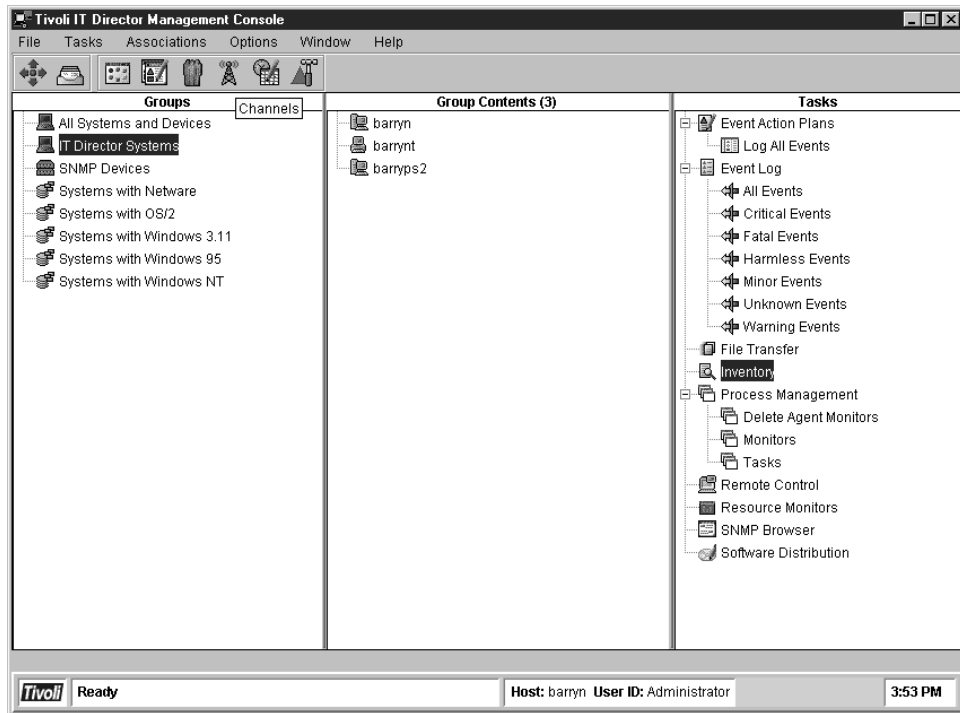 Tivoli IT Director Management Console
File Tasks Associations Options Window Help
Channels
Groups
All Systems and Devices
IT Director Systems
SNMP Devices
Systems with Netware
Systems with OS/2
Systems with Windows 3.11
Systems with Windows 95
Systems with Windows NT
Group Contents (3)
barryn
barrynt
barryps2
Tasks
Event Action Plans
Log All Events
Event Log
All Events
Critical Events
Fatal Events
Harmless Events
Minor Events
Unknown Events
Warning Events
File Transfer
Inventory
Process Management
Delete Agent Monitors
Monitors
Tasks
Remote Control
Resource Monitors
SNMP Browser
Software Distribution
Tivoli Ready Host: barryn User ID: Administrator 3:53 PM